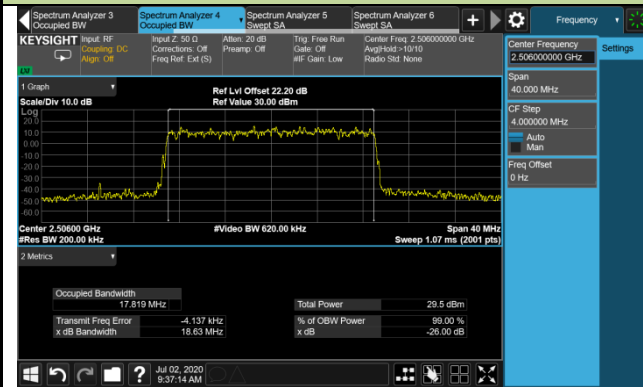 Spectrum Analyzer 3
Occupied BW
Spectrum Analyzer 4
Occupied BW
Spectrum Analyzer 5
Swept SA
Spectrum Analyzer 6
Swept SA
Frequency
KEYSIGHT
Input: RF
Coupling: DC
Align: Off
Input Z: 50 Ω
Corrections: Off
Freq Ref: Ext (S)
Atten: 20 dB
Preamp: Off
Trig: Free Run
Gate: Off
#IF Gain: Low
Center Freq: 2.506000000 GHz
Avg|Hold:>10/10
Radio Std: None
LV
1 Graph
Scale/Div 10.0 dB
Ref Lvl Offset 22.20 dB
Ref Value 30.00 dBm
Log
20.0
10.0
0.00
-10.0
-20.0
-30.0
-40.0
-50.0
-60.0
Center 2.50600 GHz
#Res BW 200.00 kHz
#Video BW 620.00 kHz
Span 40 MHz
Sweep 1.07 ms (2001 pts)
2 Metrics
Occupied Bandwidth
17.819 MHz
Transmit Freq Error
-4.137 kHz
x dB Bandwidth
18.63 MHz
Total Power
29.5 dBm
% of OBW Power
99.00 %
x dB
-26.00 dB
Center Frequency
2.506000000 GHz
Settings
Span
40.000 MHz
CF Step
4.000000 MHz
Auto
Man
Freq Offset
0 Hz
?
Jul 02, 2020
9:37:14 AM